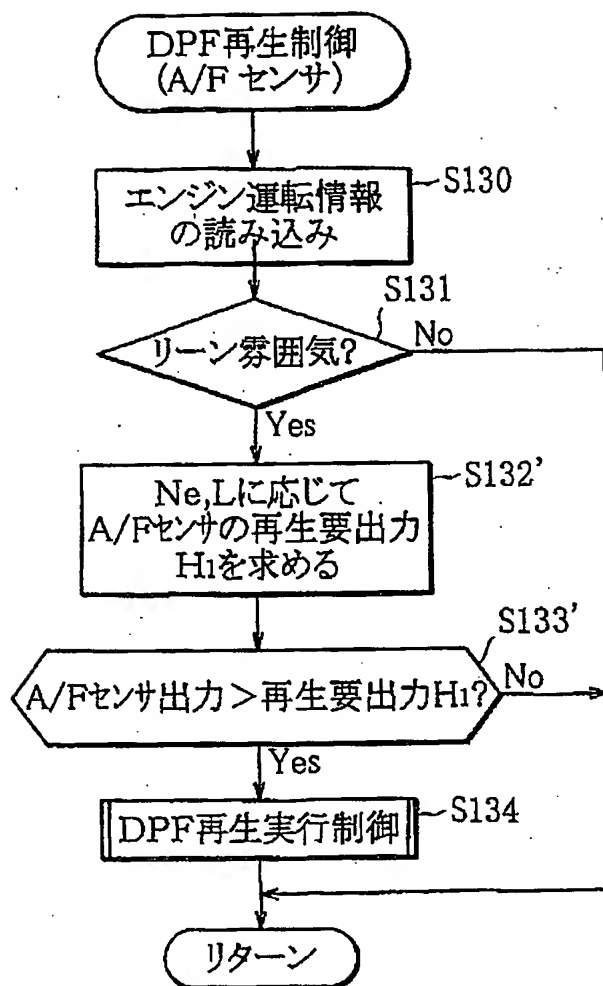 DPF再生制御
(A/F センサ)
エンジン運転情報
の読み込み
S130
リーン雰囲気?
S131
No
Yes
Ne,Lに応じて
A/Fセンサの再生要出力
H1を求める
S132'
A/Fセンサ出力＞再生要出力H1?
S133'
No
Yes
DPF再生実行制御
S134
リターン